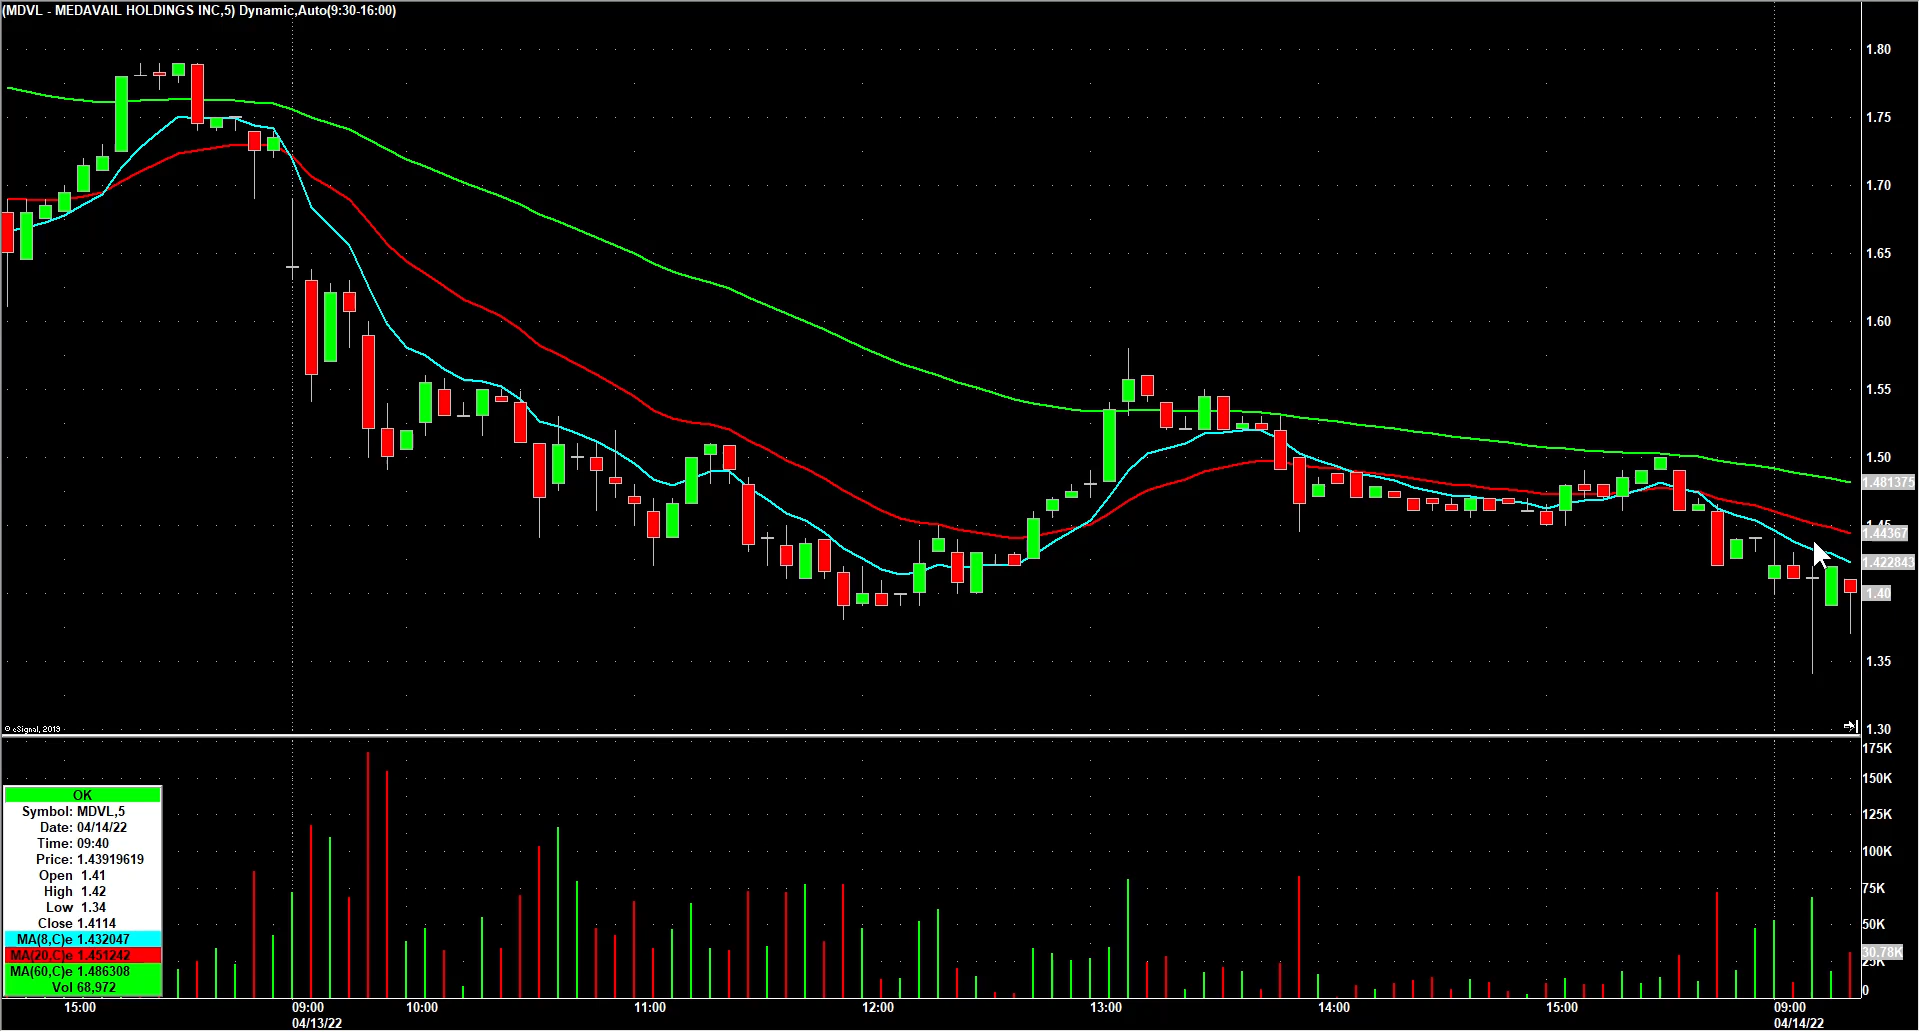 (MDVL - MEDAVAIL HOLDINGS INC,5) Dynamic,Auto(9:30-16:00)
1.80
1.75
1.70
1.65
1.60
1.55
1.50
1.481375
1.45
1.44367
1.422843
1.40
1.35
1.30
© eSignal, 2019
175K
150K
125K
100K
75K
50K
30.78K
25K
0
OK
Symbol: MDVL,5
Date: 04/14/22
Time: 09:40
Price: 1.43919619
Open 1.41
High 1.42
Low 1.34
Close 1.4114
MA(8,C)e 1.432047
MA(20,C)e 1.451242
MA(60,C)e 1.486308
Vol 68,972
15:00 09:00 10:00 11:00 12:00 13:00 14:00 15:00 09:00
04/13/22 04/14/22